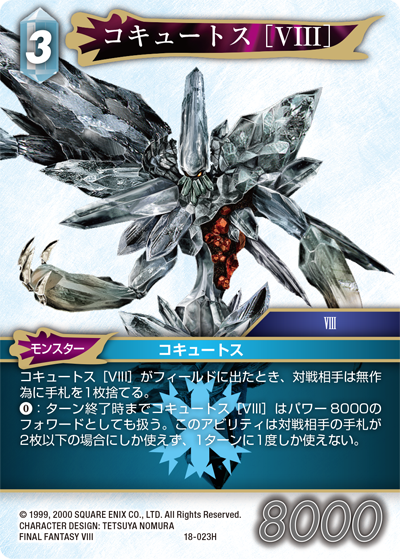 3
コキュートス [VIII]
VIII
モンスター
コキュートス
コキュートス [VIII] がフィールドに出たとき、対戦相手は無作
為に手札を1枚捨てる。
0：ターン終了時までコキュートス [VIII] はパワー8000の
フォワードとしても扱う。このアビリティは対戦相手の手札が
2枚以下の場合にしか使えず、1ターンに1度しか使えない。
© 1999, 2000 SQUARE ENIX CO., LTD. All Rights Reserved.
CHARACTER DESIGN: TETSUYA NOMURA
FINAL FANTASY VIII 18-023H
8000